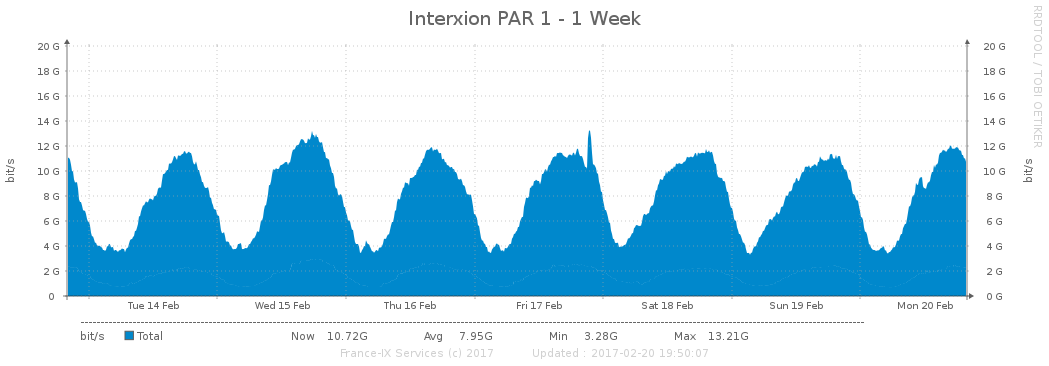 Interxion PAR 1 - 1 Week
RRDTOOL / TOBI OETIKER
20 G 20 G
18 G 18 G
16 G 16 G
14 G 14 G
12 G 12 G
10 G 10 G
8 G 8 G
6 G 6 G
4 G 4 G
2 G 2 G
0 0 G
bit/s
bit/s
Tue 14 Feb Wed 15 Feb Thu 16 Feb Fri 17 Feb Sat 18 Feb Sun 19 Feb Mon 20 Feb
bit/s Total Now 10.72G Avg 7.95G Min 3.28G Max 13.21G
France-IX Services (c) 2017 Updated : 2017-02-20 19:50:07